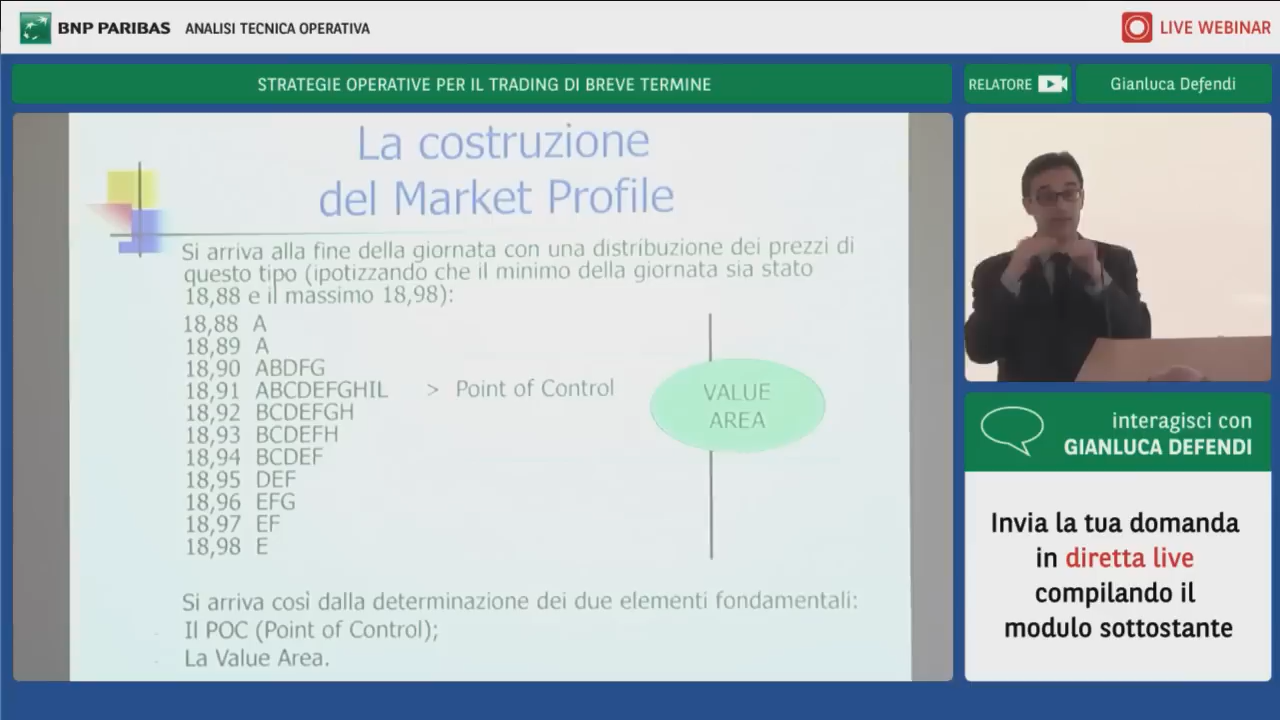 BNP PARIBAS ANALISI TECNICA OPERATIVA
LIVE WEBINAR
STRATEGIE OPERATIVE PER IL TRADING DI BREVE TERMINE
RELATORE
Gianluca Defendi
La costruzione
del Market Profile
Si arriva alla fine della giornata con una distribuzione dei prezzi di
questo tipo (ipotizzando che il minimo della giornata sia stato
18,88 e il massimo 18,98):
18,88 A
18,89 A
18,90 ABDFG
18,91 ABCDEFGHIL > Point of Control
18,92 BCDEFGH
18,93 BCDEFH
18,94 BCDEF
18,95 DEF
18,96 EFG
18,97 EF
18,98 E
VALUE
AREA
Si arriva così dalla determinazione dei due elementi fondamentali:
Il POC (Point of Control);
La Value Area.
interagisci con
GIANLUCA DEFENDI
Invia la tua domanda
in diretta live
compilando il
modulo sottostante